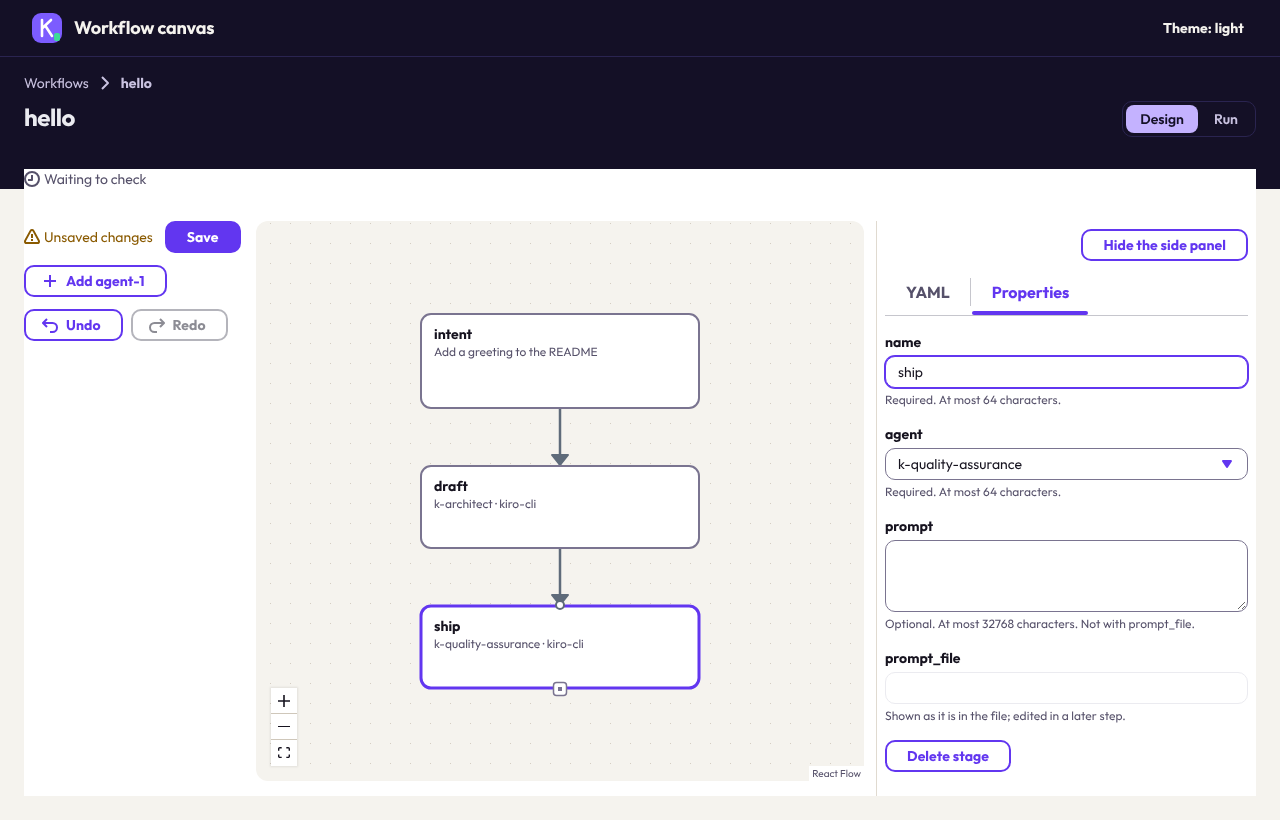 K
Workflow canvas
Theme: light
Workflows
hello
hello
Design
Run
Waiting to check
Unsaved changes
Save
Add agent-1
Undo
Redo
intent
Add a greeting to the README
draft
k-architect · kiro-cli
ship
k-quality-assurance · kiro-cli
React Flow
Hide the side panel
YAML
Properties
name
ship
Required. At most 64 characters.
agent
k-quality-assurance
Required. At most 64 characters.
prompt
Optional. At most 32768 characters. Not with prompt_file.
prompt_file
Shown as it is in the file; edited in a later step.
Delete stage